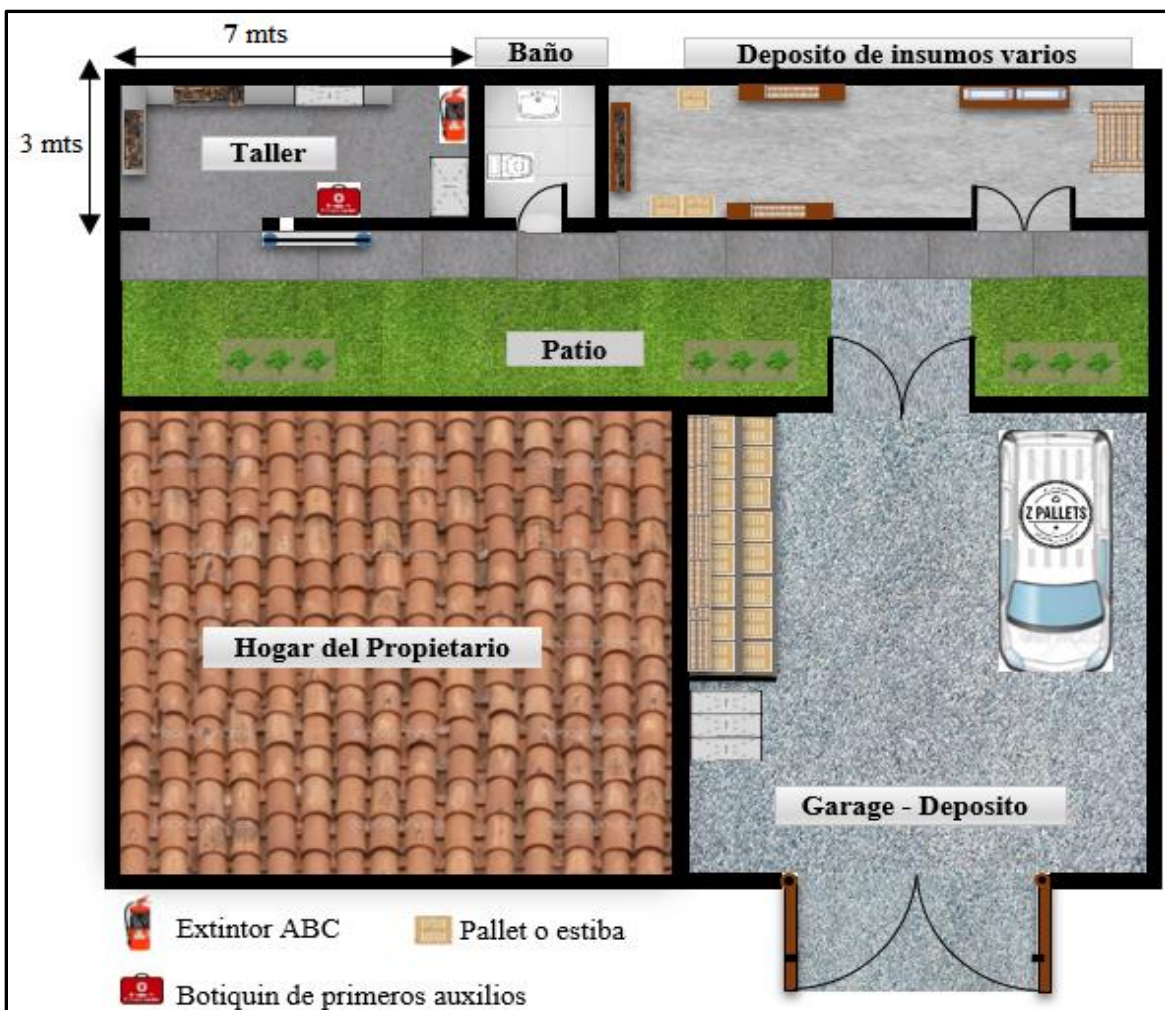 7 mts
Baño
Deposito de insumos varios
3 mts
Taller
Patio
Z PALLETS
Hogar del Propietario
Garage - Deposito
Extintor ABC
Pallet o estiba
Botiquin de primeros auxilios